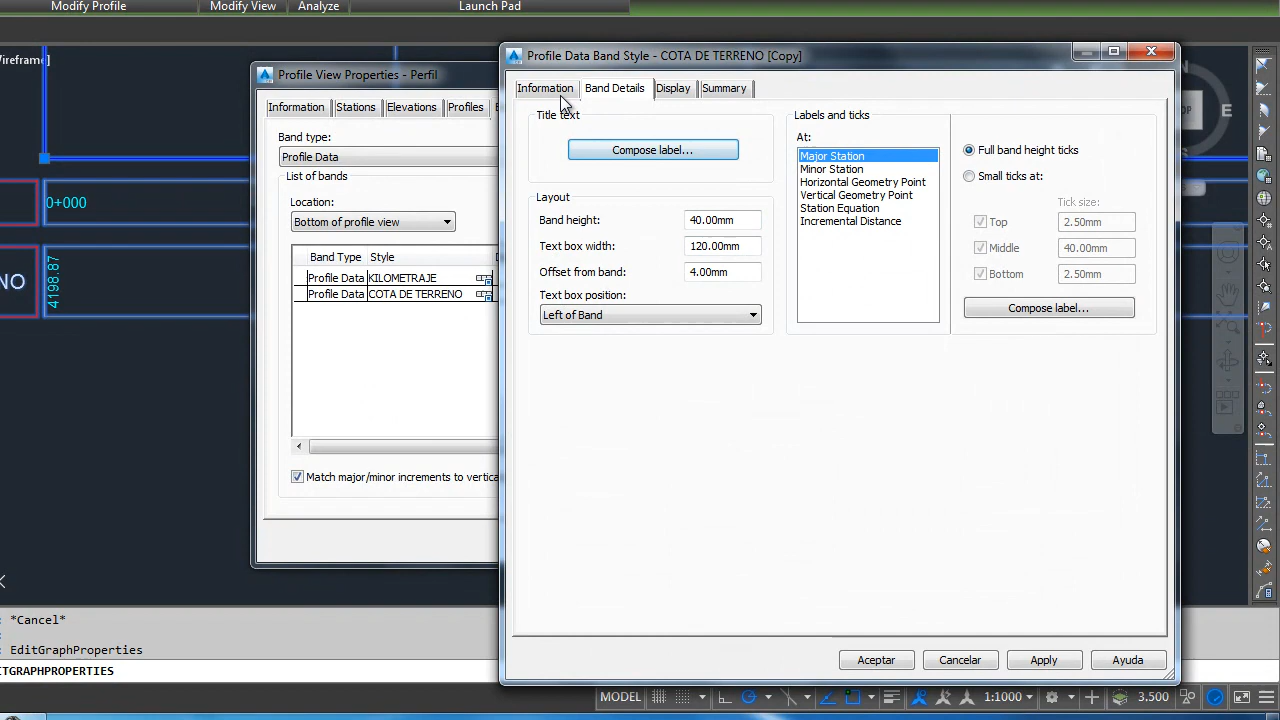 Modify Profile
Modify View
Analyze
Launch Pad
Wireframe]
Profile Data Band Style - COTA DE TERRENO [Copy]
Profile View Properties - Perfil
Information
Band Details
Display
Summary
Information
Stations
Elevations
Profiles
Band type:
Profile Data
List of bands
Location:
Bottom of profile view
Band Type
Style
Profile Data
KILOMETRAJE
Profile Data
COTA DE TERRENO
Match major/minor increments to vertica
Title text
Compose label...
Layout
Band height:
40.00mm
Text box width:
120.00mm
Offset from band:
4.00mm
Text box position:
Left of Band
Labels and ticks
At:
Major Station
Minor Station
Horizontal Geometry Point
Vertical Geometry Point
Station Equation
Incremental Distance
Full band height ticks
Small ticks at:
Tick size:
Top
2.50mm
Middle
40.00mm
Bottom
2.50mm
Compose label...
Aceptar
Cancelar
Apply
Ayuda
0+000
NO
4198.87
N
OP
E
S
: *Cancel*
:
: EditGraphProperties
ITGRAPHPROPERTIES
MODEL
1:1000
3.500